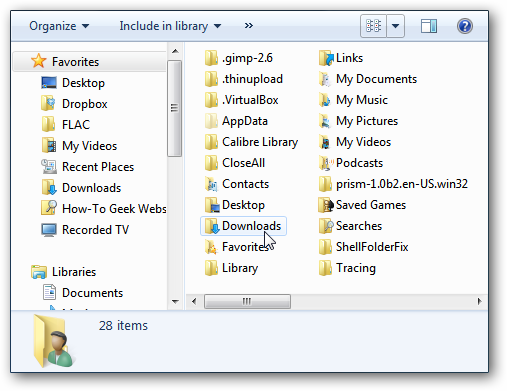 Organize
Include in library
»
Favorites
Desktop
Dropbox
FLAC
My Videos
Recent Places
Downloads
How-To Geek Webs
Recorded TV
Libraries
Documents
.gimp-2.6
.thinupload
.VirtualBox
AppData
Calibre Library
CloseAll
Contacts
Desktop
Downloads
Favorites
Library
Links
My Documents
My Music
My Pictures
My Videos
Podcasts
prism-1.0b2.en-US.win32
Saved Games
Searches
ShellFolderFix
Tracing
28 items